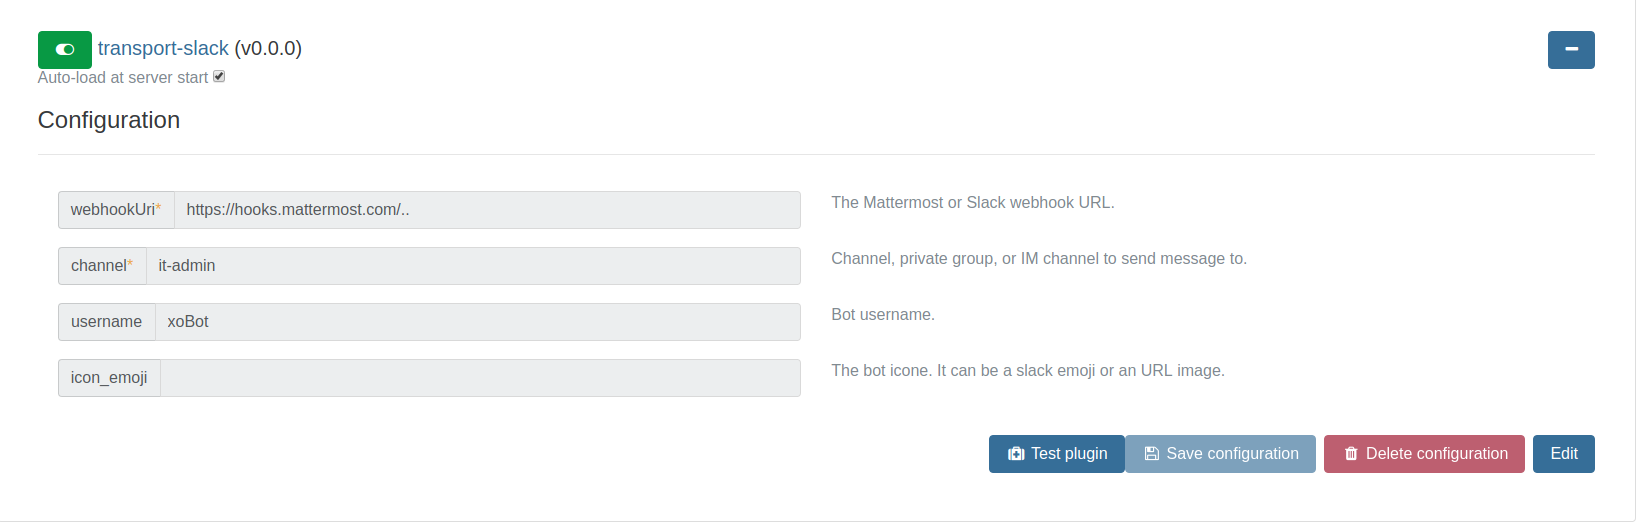 transport-slack (v0.0.0)
Auto-load at server start
Configuration
webhookUri* https://hooks.mattermost.com/.. The Mattermost or Slack webhook URL.
channel* it-admin Channel, private group, or IM channel to send message to.
username xoBot Bot username.
icon_emoji The bot icone. It can be a slack emoji or an URL image.
Test plugin Save configuration Delete configuration Edit